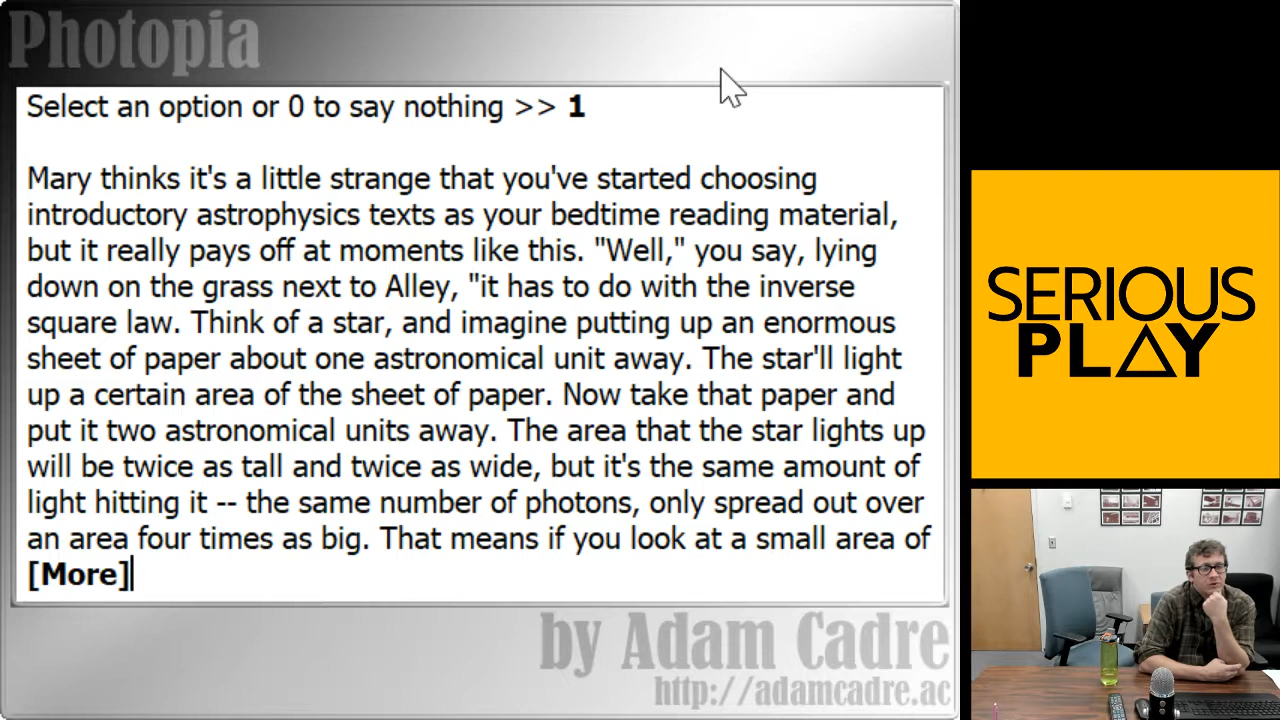 Photopia
Select an option or 0 to say nothing >> 1
Mary thinks it's a little strange that you've started choosing
introductory astrophysics texts as your bedtime reading material,
but it really pays off at moments like this. "Well," you say, lying
down on the grass next to Alley, "it has to do with the inverse
square law. Think of a star, and imagine putting up an enormous
sheet of paper about one astronomical unit away. The star'll light
up a certain area of the sheet of paper. Now take that paper and
put it two astronomical units away. The area that the star lights up
will be twice as tall and twice as wide, but it's the same amount of
light hitting it -- the same number of photons, only spread out over
an area four times as big. That means if you look at a small area of
[More]
by Adam Cadre
http://adamcadre.ac
SERIOUS
PLAY